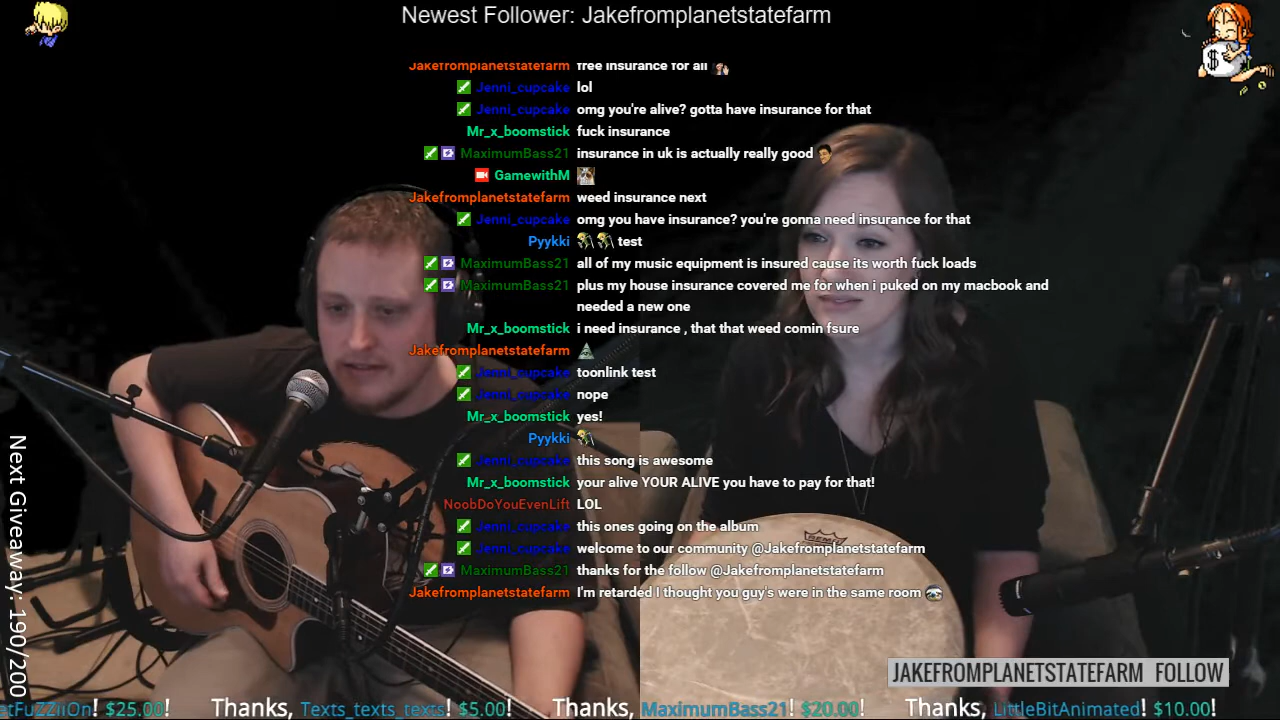 Newest Follower: Jakefromplanetstatefarm
Jakefromplanetstatefarm free insurance for all
Jenni_cupcake lol
Jenni_cupcake omg you're alive? gotta have insurance for that
Mr_x_boomstick fuck insurance
MaximumBass21 insurance in uk is actually really good
GamewithM
Jakefromplanetstatefarm weed insurance next
Jenni_cupcake omg you have insurance? you're gonna need insurance for that
Pyykki test
MaximumBass21 all of my music equipment is insured cause its worth fuck loads
MaximumBass21 plus my house insurance covered me for when i puked on my macbook and
needed a new one
Mr_x_boomstick i need insurance , that that weed comin fsure
Jakefromplanetstatefarm
Jenni_cupcake toonlink test
Jenni_cupcake nope
Mr_x_boomstick yes!
Pyykki
Jenni_cupcake this song is awesome
Mr_x_boomstick your alive YOUR ALIVE you have to pay for that!
NoobDoYouEvenLift LOL
Jenni_cupcake this ones going on the album
Jenni_cupcake welcome to our community @Jakefromplanetstatefarm
MaximumBass21 thanks for the follow @Jakefromplanetstatefarm
Jakefromplanetstatefarm I'm retarded I thought you guy's were in the same room
Next Giveaway: 190/200
REMO
JAKEFROMPLANETSTATEFARM FOLLOW
etFuZZiiOn! $25.00! Thanks, Texts_texts_texts! $5.00! Thanks, MaximumBass21! $20.00! Thanks, LittleBitAnimated! $10.00!